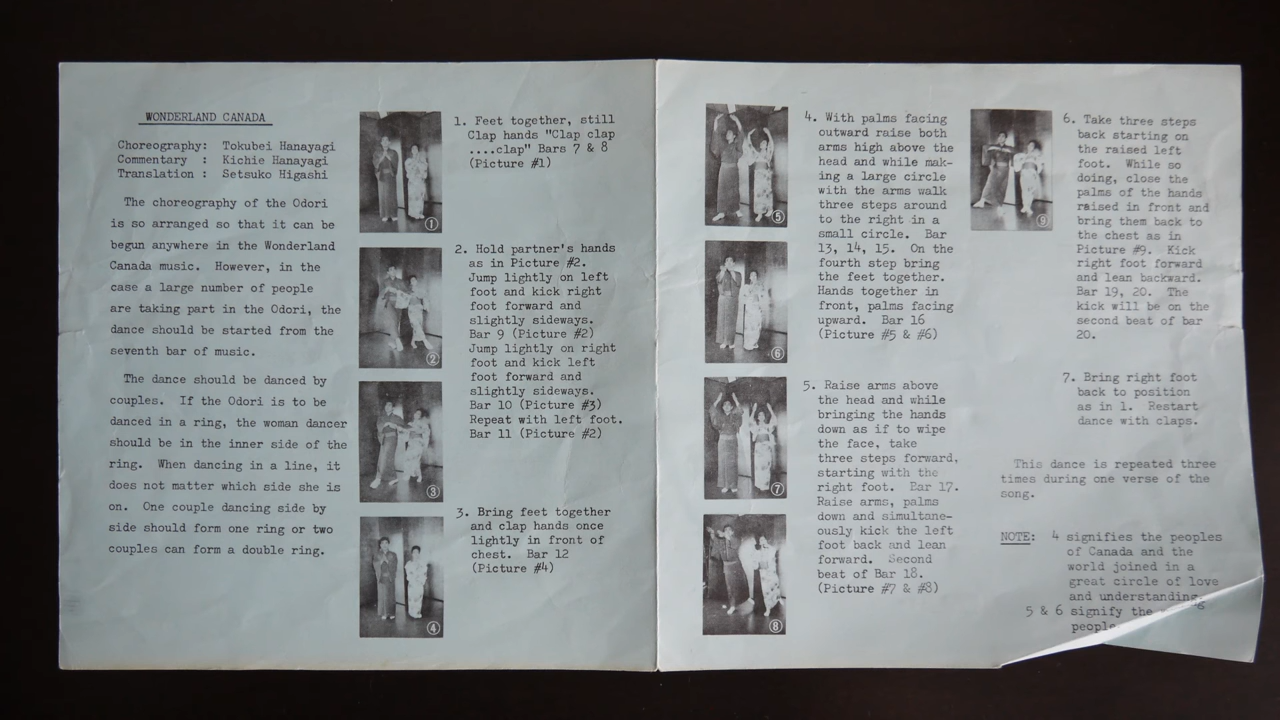 WONDERLAND CANADA
Choreography: Tokubei Hanayagi
Commentary : Kichie Hanayagi
Translation : Setsuko Higashi
The choreography of the Odori
is so arranged so that it can be
begun anywhere in the Wonderland
Canada music. However, in the
case a large number of people
are taking part in the Odori, the
dance should be started from the
seventh bar of music.
The dance should be danced by
couples. If the Odori is to be
danced in a ring, the woman dancer
should be in the inner side of the
ring. When dancing in a line, it
does not matter which side she is
on. One couple dancing side by
side should form one ring or two
couples can form a double ring.
①
②
③
④
1. Feet together, still
Clap hands "Clap clap
....clap" Bars 7 & 8
(Picture #1)
2. Hold partner's hands
as in Picture #2.
Jump lightly on left
foot and kick right
foot forward and
slightly sideways.
Bar 9 (Picture #2)
Jump lightly on right
foot and kick left
foot forward and
slightly sideways.
Bar 10 (Picture #3)
Repeat with left foot.
Bar 11 (Picture #2)
3. Bring feet together
and clap hands once
lightly in front of
chest. Bar 12
(Picture #4)
⑤
⑥
⑦
⑧
4. With palms facing
outward raise both
arms high above the
head and while mak-
ing a large circle
with the arms walk
three steps around
to the right in a
small circle. Bar
13, 14, 15. On the
fourth step bring
the feet together.
Hands together in
front, palms facing
upward. Bar 16
(Picture #5 & #6)
5. Raise arms above
the head and while
bringing the hands
down as if to wipe
the face, take
three steps forward,
starting with the
right foot. Bar 17.
Raise arms, palms
down and simultane-
ously kick the left
foot back and lean
forward. Second
beat of Bar 18.
(Picture #7 & #8)
⑨
6. Take three steps
back starting on
the raised left
foot. While so
doing, close the
palms of the hands
raised in front and
bring them back to
the chest as in
Picture #9. Kick
right foot forward
and lean backward.
Bar 19, 20. The
kick will be on the
second beat of bar
20.
7. Bring right foot
back to position
as in 1. Restart
dance with claps.
This dance is repeated three
times during one verse of the
song.
NOTE: 4 signifies the peoples
of Canada and the
world joined in a
great circle of love
and understanding.
5 & 6 signify the